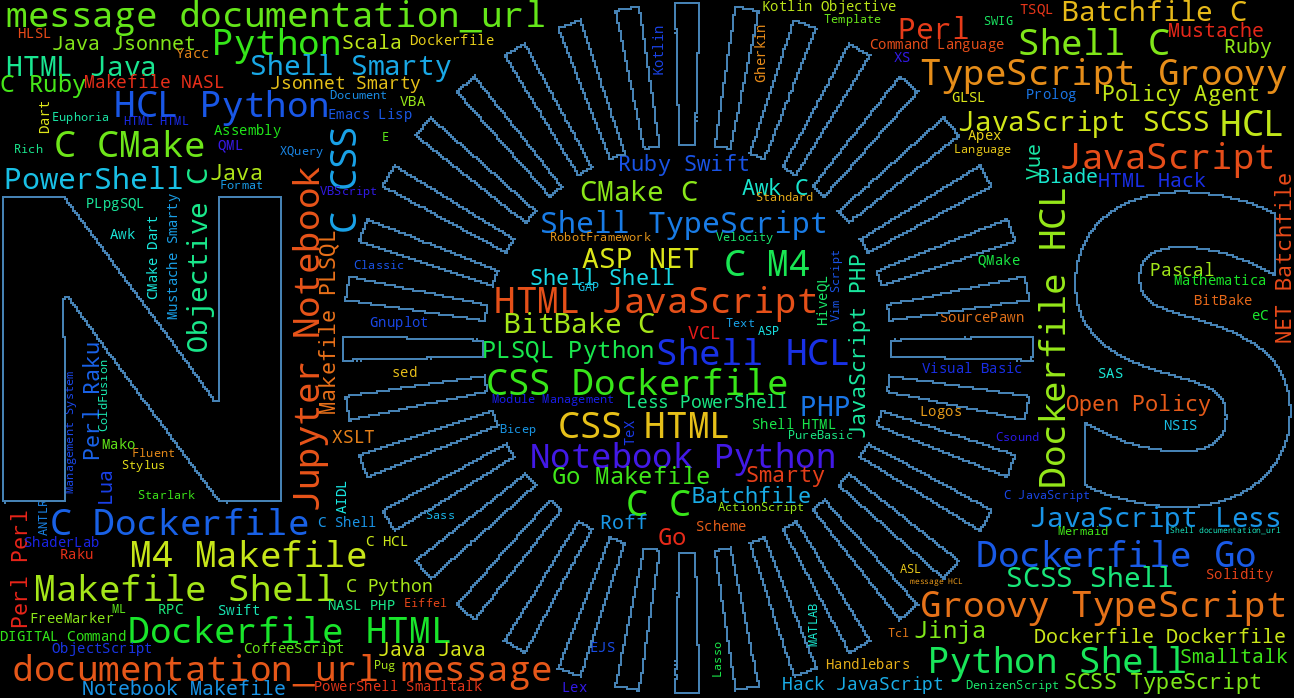 message documentation_url
Kotlin Objective
Template
TSQL
SWIG
Batchfile C
HLSL
Java Jsonnet
Yacc
Python
Scala
Dockerfile
Kotlin
Gherkin
Perl
Command Language
XS
Shell C
Mustache
Ruby
HTML Java
Shell Smarty
TypeScript Groovy
C Ruby
Makefile NASL
Jsonnet Smarty
Document
VBA
GLSL
Prolog
Policy Agent
Dart
Euphoria
HCL Python
HTML HTML
Emacs Lisp
JavaScript SCSS
HCL
Rich
C CMake
Assembly
QML
XQuery
C CSS
E
Apex
Language
Vue
JavaScript
PowerShell
Objective C
Java
Format
VBScript
Ruby Swift
CMake C
Awk C
Standard
Blade
HTML Hack
NET Batchfile
PLpgSQL
Awk
CMake Dart
Mustache Smarty
Jupyter Notebook
Makefile PLSQL
Shell TypeScript
RobotFramework
Velocity
ASP NET
C M4
Classic
Shell Shell
GAP
HiveQL
Vim Script
JavaScript PHP
QMake
Dockerfile HCL
Pascal
Mathematica
BitBake
eC
HTML JavaScript
Gnuplot
BitBake C
VCL
Text
ASP
SourcePawn
PLSQL Python
Shell HCL
Visual Basic
Management System
Perl Raku
ColdFusion
sed
CSS Dockerfile
SAS
Module Management
Less PowerShell
PHP
Logos
Open Policy
NSIS
Mako
Fluent
Stylus
XSLT
Bicep
CSS HTML
Tex
Shell HTML
PureBasic
Csound
Lua
Starlark
AIDL
Notebook Python
Go Makefile
Smarty
C C
Batchfile
ActionScript
C JavaScript
Perl Perl
ANTLR
C Dockerfile
C Shell
Sass
Roff
Scheme
Go
JavaScript Less
Mermaid
Shell documentation_url
ShaderLab
Raku
M4 Makefile
C HCL
Dockerfile Go
ASL
message HCL
SCSS Shell
Solidity
Makefile Shell
C Python
FreeMarker
ML
RPC
Swift
NASL PHP
Eiffel
Groovy TypeScript
DIGITAL Command
Dockerfile HTML
MATLAB
Tcl
Jinja
Dockerfile Dockerfile
ObjectScript
CoffeeScript
Java Java
EJS
Lasso
Python Shell
Smalltalk
documentation_url message
Pug
Handlebars
Notebook Makefile
PowerShell Smalltalk
Lex
Hack JavaScript
DenizenScript
SCSS TypeScript
N
S